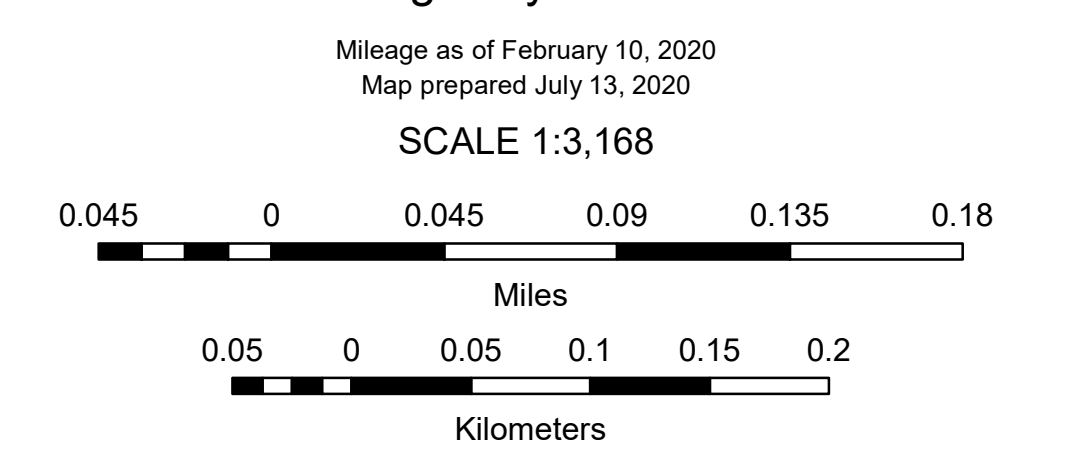 Mileage as of February 10, 2020
Map prepared July 13, 2020
SCALE 1:3,168
0.045 0 0.045 0.09 0.135 0.18
Miles
0.05 0 0.05 0.1 0.15 0.2
Kilometers